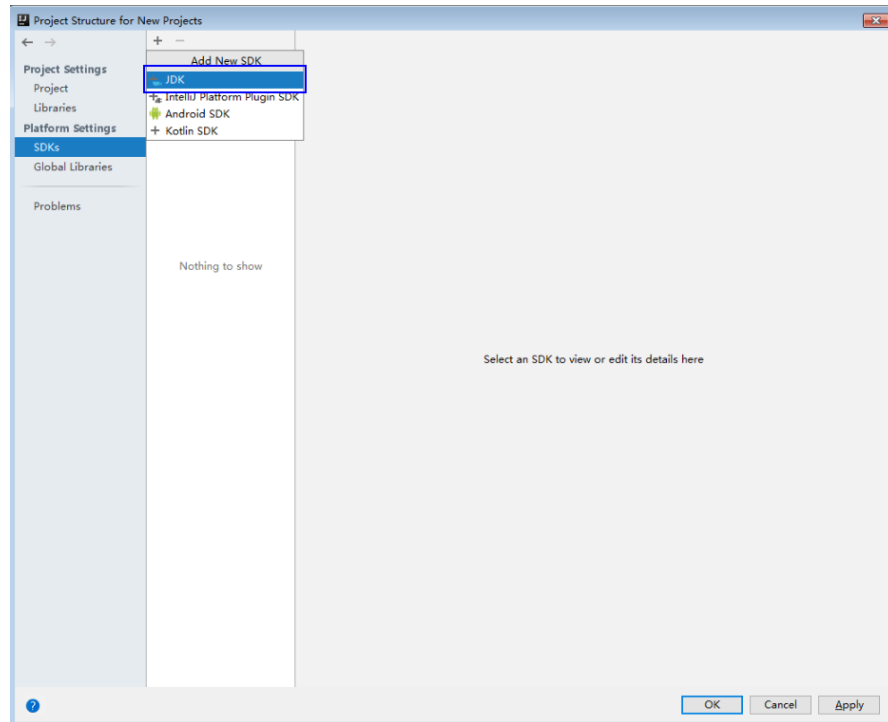 Project Structure for New Projects
Project Settings
Project
Libraries
Platform Settings
SDKs
Global Libraries
Problems
Add New SDK
JDK
IntelliJ Platform Plugin SDK
Android SDK
Kotlin SDK
Nothing to show
Select an SDK to view or edit its details here
OK
Cancel
Apply